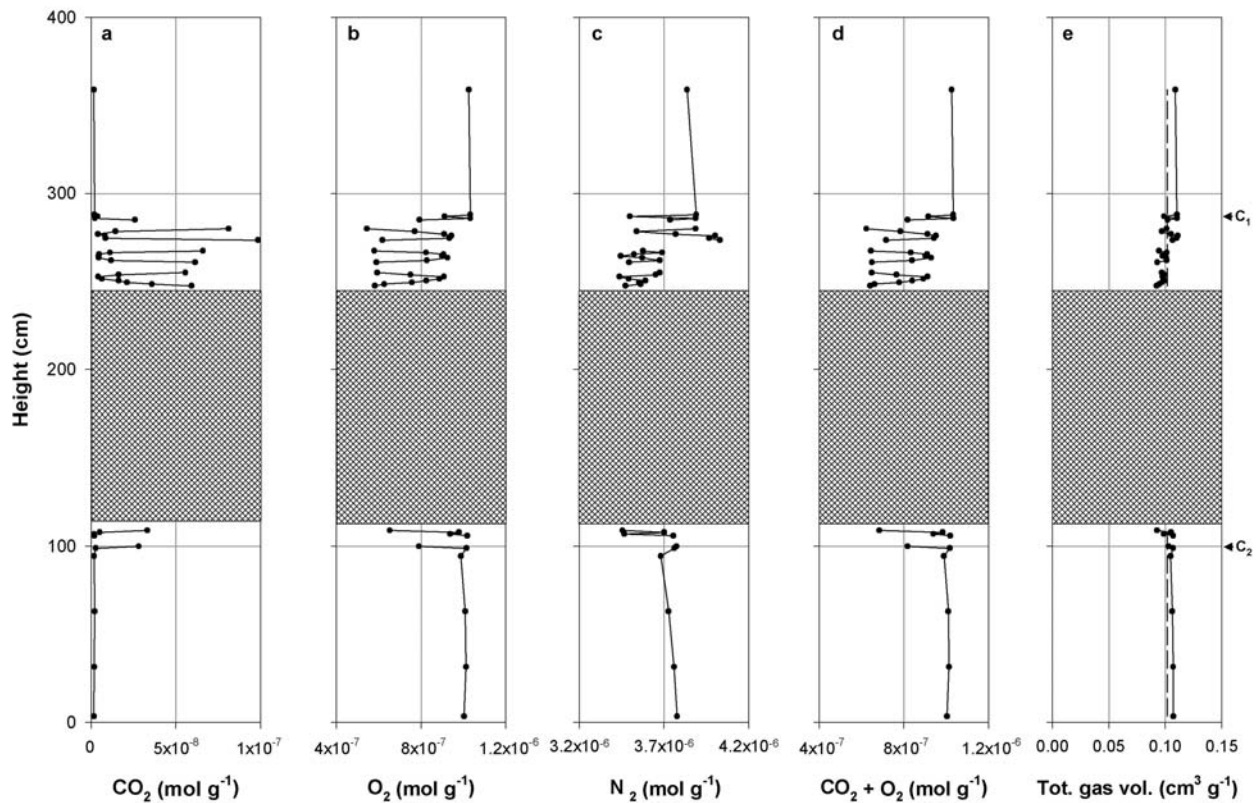 a b c d e
400
300
200
100
0
Height (cm)
C₁
C₂
0 5x10⁻⁸ 1x10⁻⁷
4x10⁻⁷ 8x10⁻⁷ 1.2x10⁻⁶
3.2x10⁻⁶ 3.7x10⁻⁶ 4.2x10⁻⁶
4x10⁻⁷ 8x10⁻⁷ 1.2x10⁻⁶
0.00 0.05 0.10 0.15
CO₂ (mol g⁻¹)
O₂ (mol g⁻¹)
N₂ (mol g⁻¹)
CO₂ + O₂ (mol g⁻¹)
Tot. gas vol. (cm³ g⁻¹)